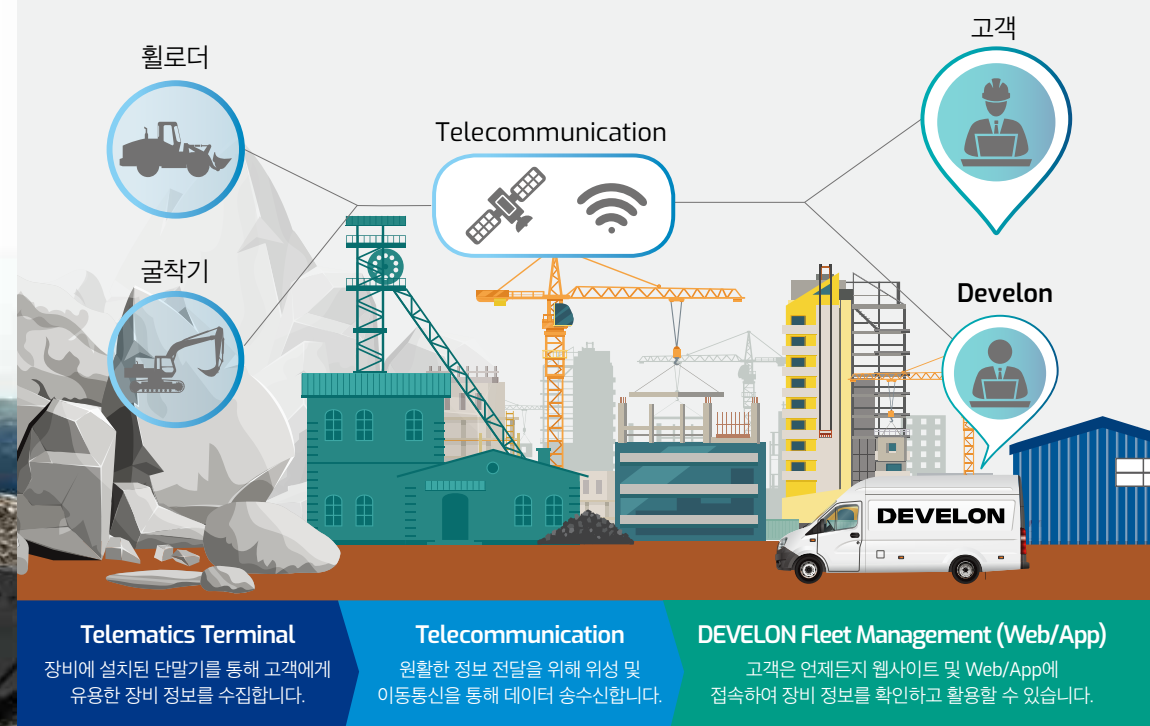 휠로더
고객
Telecommunication
굴착기
Develon
DEVELON
Telematics Terminal
장비에 설치된 단말기를 통해 고객에게
유용한 장비 정보를 수집합니다.
Telecommunication
원활한 정보 전달을 위해 위성 및
이동통신을 통해 데이터 송수신합니다.
DEVELON Fleet Management (Web/App)
고객은 언제든지 웹사이트 및 Web/App에
접속하여 장비 정보를 확인하고 활용할 수 있습니다.